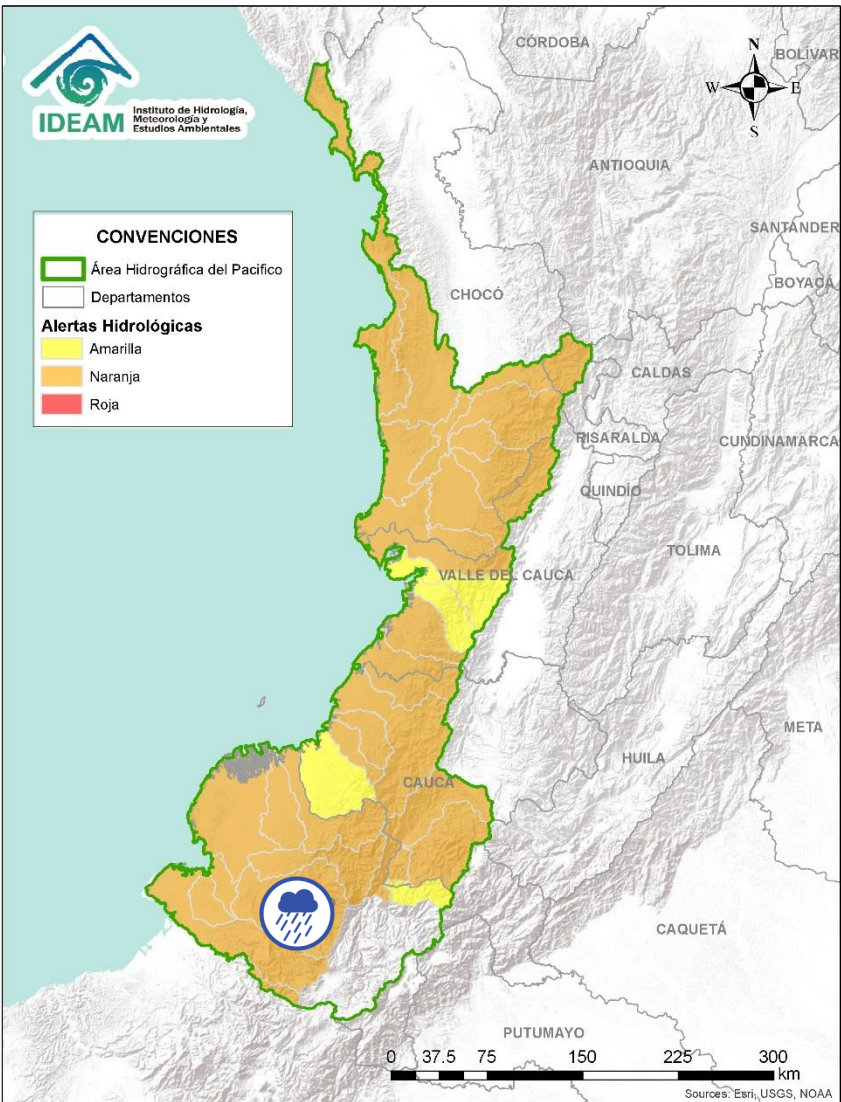 IDEAM
Instituto de Hidrología,
Meteorología y
Estudios Ambientales
N
W
E
S
CÓRDOBA
BOLIVAR
ANTIOQUIA
SANTANDER
BOYACÁ
CHOCÓ
CALDAS
RISARALDA
CUNDINAMARCA
QUINDÍO
TOLIMA
VALLE DEL CAUCA
META
HUILA
CAUCA
CAQUETÁ
PUTUMAYO
CONVENCIONES
Área Hidrográfica del Pacifico
Departamentos
Alertas Hidrológicas
Amarilla
Naranja
Roja
0 37.5 75 150 225 300
km
Sources: Esri, USGS, NOAA